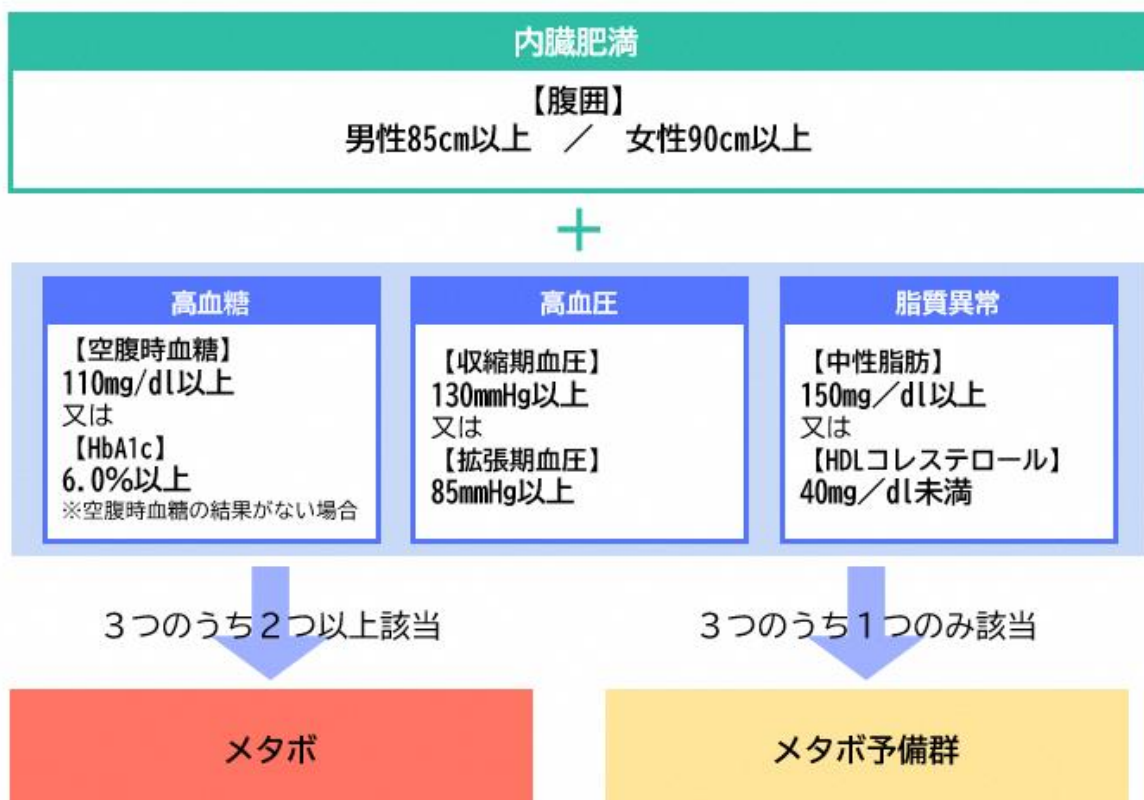 内臓肥満
【腹囲】
男性85cm以上 ／ 女性90cm以上
＋
高血糖
【空腹時血糖】
110mg/dl以上
又は
【HbA1c】
6.0%以上
※空腹時血糖の結果がない場合
高血圧
【収縮期血圧】
130mmHg以上
又は
【拡張期血圧】
85mmHg以上
脂質異常
【中性脂肪】
150mg／dl以上
又は
【HDLコレステロール】
40mg／dl未満
３つのうち２つ以上該当
３つのうち１つのみ該当
メタボ
メタボ予備群